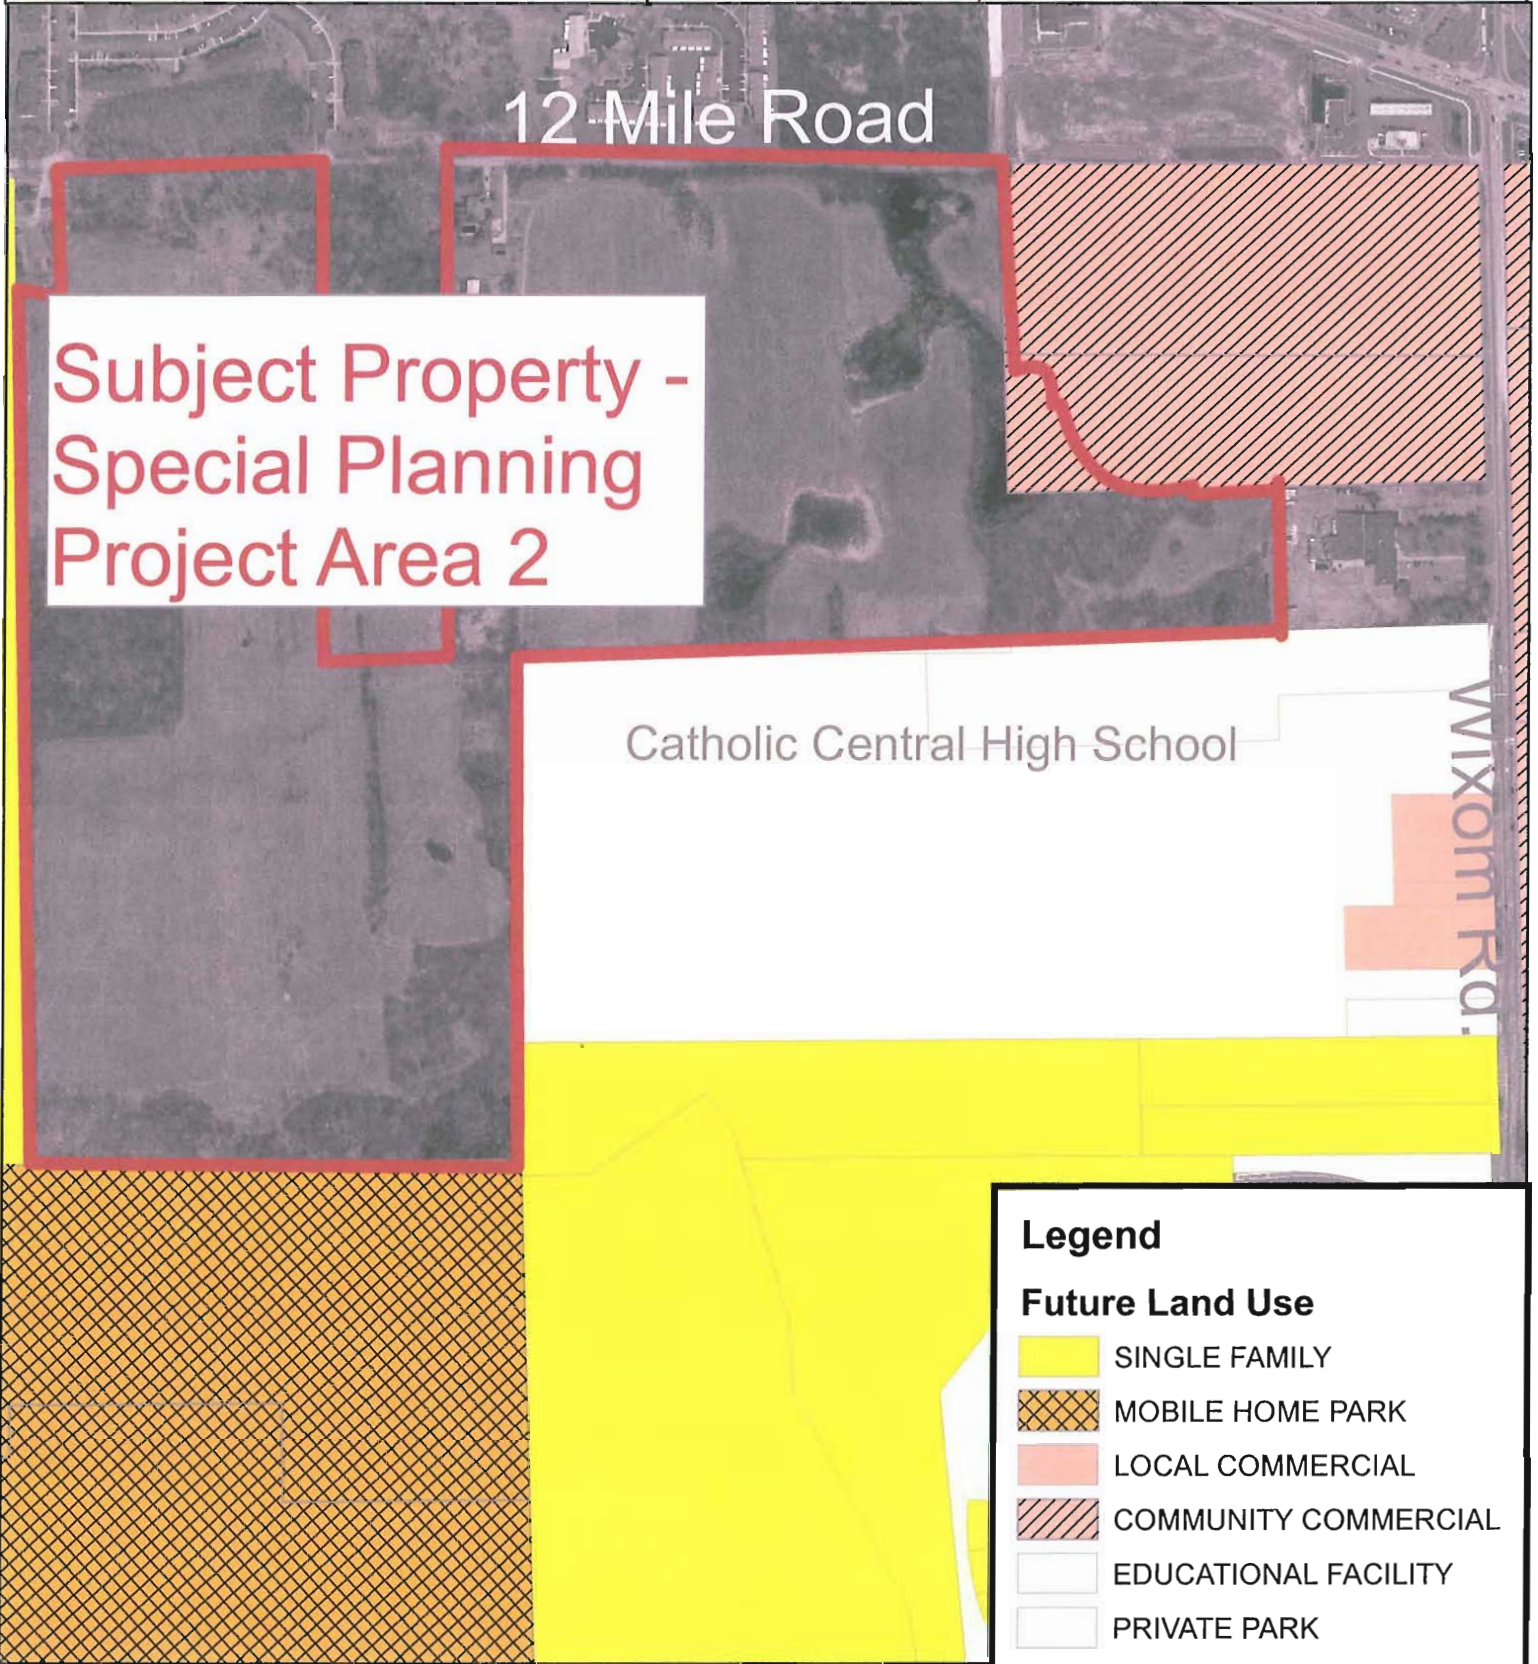 12 Mile Road
Subject Property -
Special Planning
Project Area 2
Catholic Central High School
Wixom Rd.
Legend
Future Land Use
SINGLE FAMILY
MOBILE HOME PARK
LOCAL COMMERCIAL
COMMUNITY COMMERCIAL
EDUCATIONAL FACILITY
PRIVATE PARK